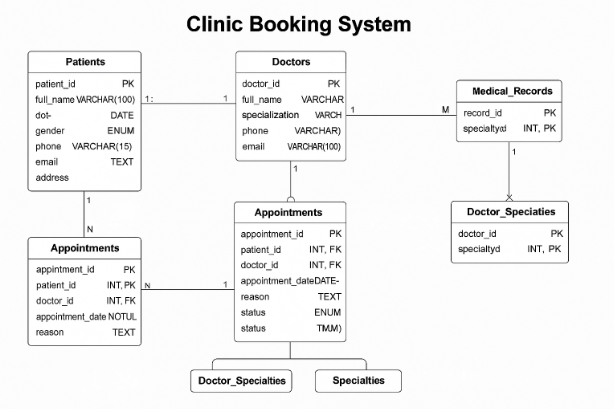 Clinic Booking System
Patients
patient_id PK
full_name VARCHAR(100)
dot- DATE
gender ENUM
phone VARCHAR(15)
email TEXT
address
1:
1
Doctors
doctor_id PK
full_name VARCHAR
specialization VARCH
phone VARCHAR)
email VARCHAR(100)
1
M
Medical_Records
record_id PK
specialtyd INT, PK
1
Doctor_Speciaties
doctor_id PK
specialtyd INT, PK
1
N
1
Appointments
appintment_id PK
patient_id INT, PK
doctor_id INT, FK
appointment_date NOTUL
reason TEXT
N
1
Appointments
appointment_id PK
patient_id INT, FK
doctor_id INT, FK
appointment_dateDATE-
reason TEXT
status ENUM
status TM.M)
Doctor_Specialties
Specialties